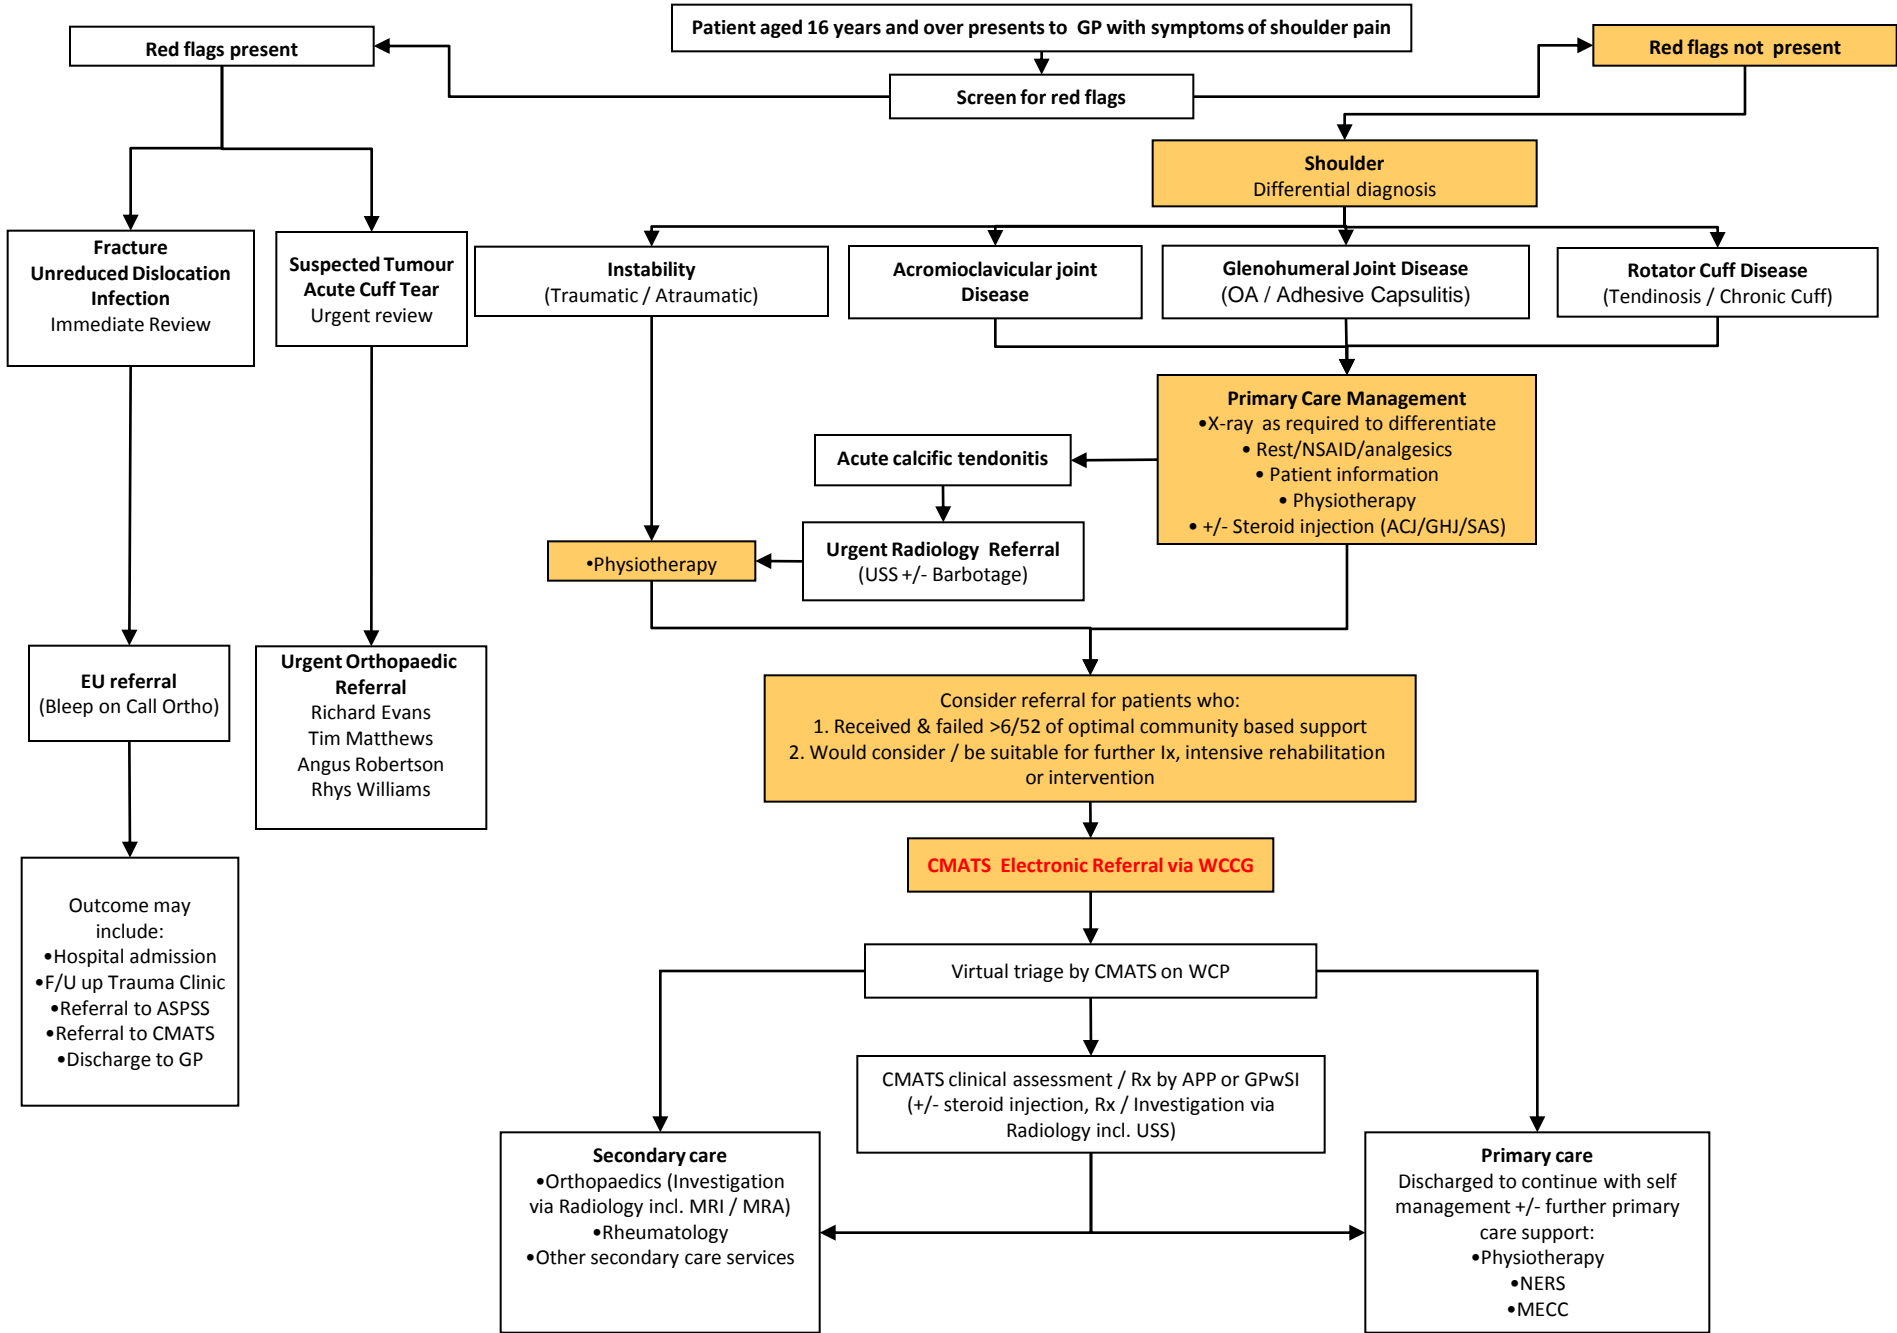 Patient aged 16 years and over presents to GP with symptoms of shoulder pain
Red flags present
Red flags not present
Screen for red flags
Shoulder
Differential diagnosis
Fracture
Unreduced Dislocation
Infection
Immediate Review
Suspected Tumour
Acute Cuff Tear
Urgent review
Instability
(Traumatic / Atraumatic)
Acromioclavicular joint
Disease
Glenohumeral Joint Disease
(OA / Adhesive Capsulitis)
Rotator Cuff Disease
(Tendinosis / Chronic Cuff)
Primary Care Management
•X-ray as required to differentiate
• Rest/NSAID/analgesics
• Patient information
• Physiotherapy
• +/- Steroid injection (ACJ/GHJ/SAS)
Acute calcific tendonitis
Urgent Radiology Referral
(USS +/- Barbotage)
•Physiotherapy
EU referral
(Bleep on Call Ortho)
Urgent Orthopaedic
Referral
Richard Evans
Tim Matthews
Angus Robertson
Rhys Williams
Consider referral for patients who:
1. Received & failed >6/52 of optimal community based support
2. Would consider / be suitable for further Ix, intensive rehabilitation
or intervention
CMATS Electronic Referral via WCCG
Outcome may
include:
•Hospital admission
•F/U up Trauma Clinic
•Referral to ASPSS
•Referral to CMATS
•Discharge to GP
Virtual triage by CMATS on WCP
CMATS clinical assessment / Rx by APP or GPwSI
(+/- steroid injection, Rx / Investigation via
Radiology incl. USS)
Secondary care
•Orthopaedics (Investigation
via Radiology incl. MRI / MRA)
•Rheumatology
•Other secondary care services
Primary care
Discharged to continue with self
management +/- further primary
care support:
•Physiotherapy
•NERS
•MECC